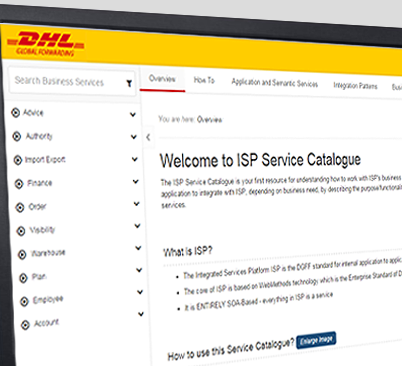 DHL
GLOBAL FORWARDING
Search Business Services
Overview
How To
Application and Semantic Services
Integration Patterns
Advice
Authority
Import Export
Finance
Order
Visibility
Warehouse
Plan
Employee
Account
You are here: Overview
Welcome to ISP Service Catalogue
The ISP Service Catalogue is your first resource for understanding how to work with ISP's business
application to integrate with ISP, depending on business need, by describing the purpose/functionali
services.
What is ISP?
The Integrated Services Platform ISP is the DGFF standard for internal application to applic
The core of ISP is based on WebMethods technology which is the Enterprise Standard of D
It is ENTIRELY SOA-Based - everything in ISP is a service
How to use this Service Catalogue? Enlarge Image